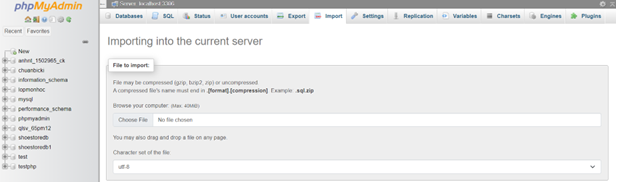 phpMyAdmin
Recent Favorites
New
anhnt_1502965_ck
chuanbicki
information_schema
lopmonhoc
mysql
performance_schema
phpmyadmin
qlsv_65pm12
shoestoredb
shoestoredb1
test
testphp
Server: localhost:3306
Databases SQL Status User accounts Export Import Settings Replication Variables Charsets Engines Plugins
Importing into the current server
File to import:
File may be compressed (gzip, bzip2, zip) or uncompressed.
A compressed file's name must end in .[format].[compression]. Example: .sql.zip
Browse your computer: (Max: 40MiB)
Choose File No file chosen
You may also drag and drop a file on any page.
Character set of the file:
utf-8